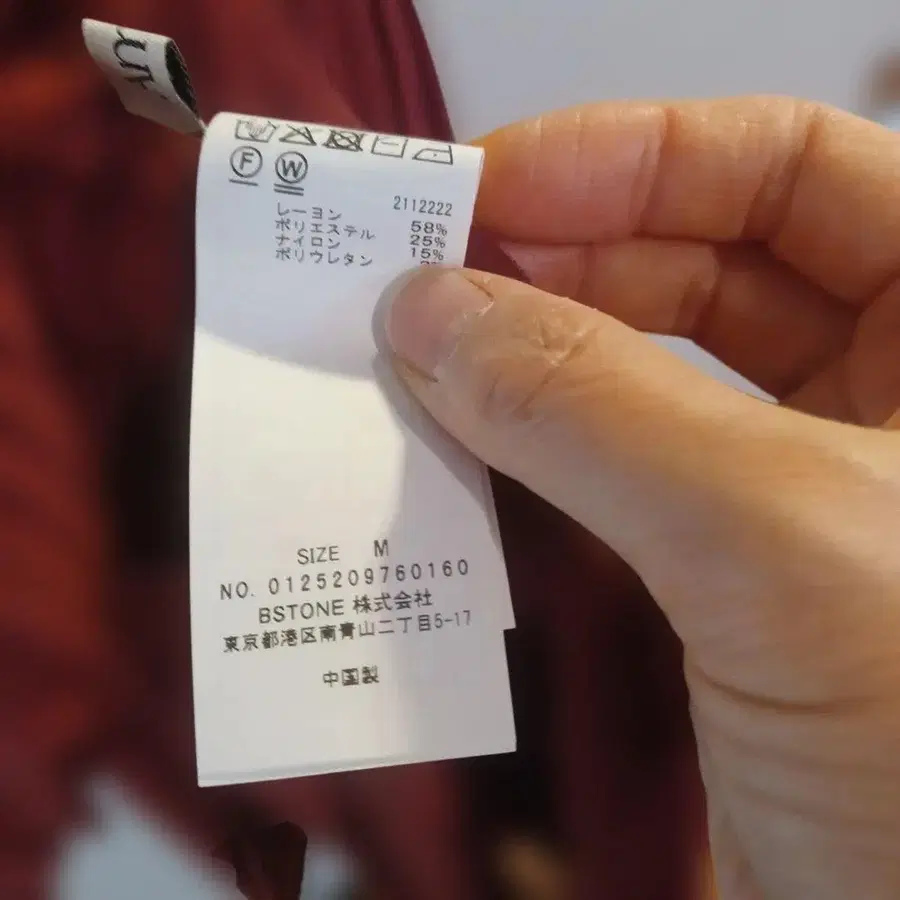 F W
2112222
レーヨン 58%
ポリエステル 25%
ナイロン 15%
ポリウレタン
SIZE M
NO. 0125209760160
BSTONE 株式会社
東京都港区南青山二丁目5-17
中国製